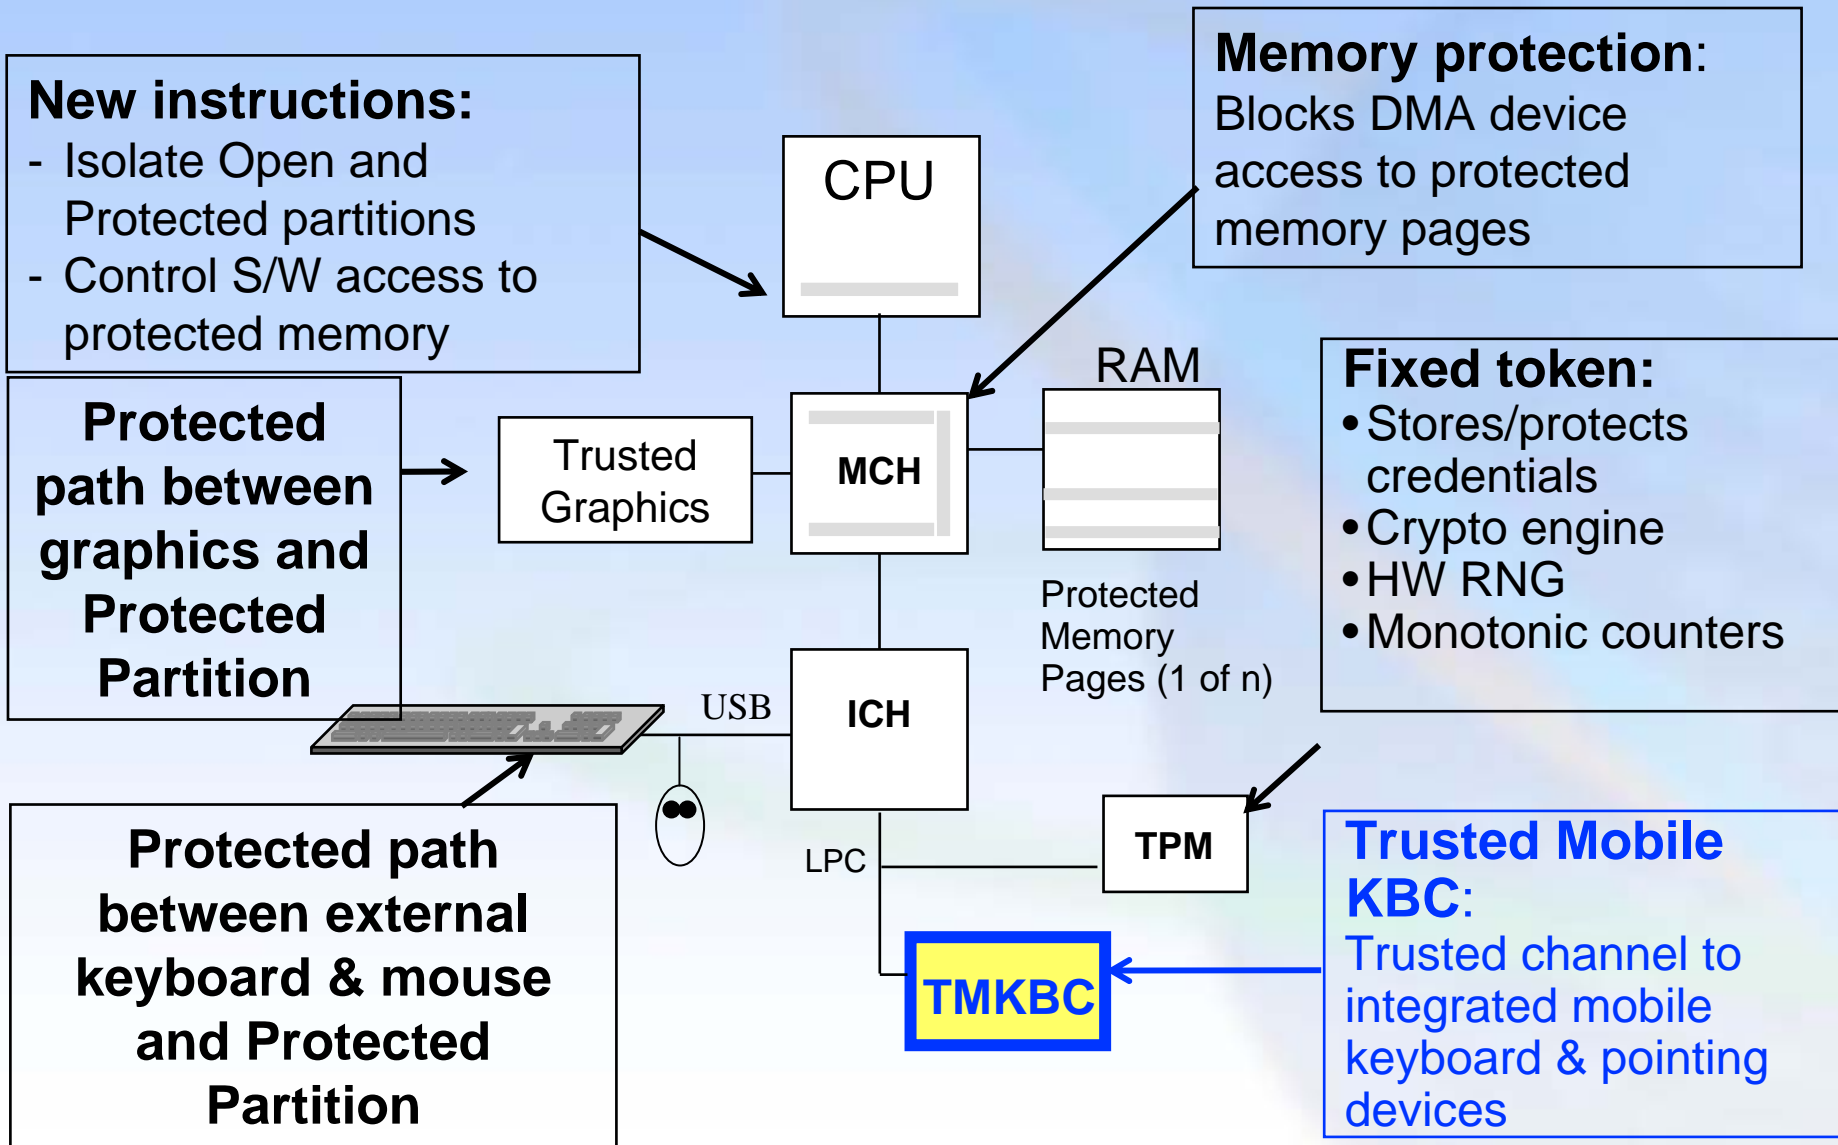 New instructions:
- Isolate Open and
Protected partitions
- Control S/W access to
protected memory
CPU
Memory protection:
Blocks DMA device
access to protected
memory pages
Protected
path between
graphics and
Protected
Partition
Trusted
Graphics
MCH
RAM
Protected
Memory
Pages (1 of n)
Fixed token:
•Stores/protects
credentials
•Crypto engine
•HW RNG
•Monotonic counters
USB
ICH
Protected path
between external
keyboard & mouse
and Protected
Partition
LPC
TPM
TMKBC
Trusted Mobile
KBC:
Trusted channel to
integrated mobile
keyboard & pointing
devices